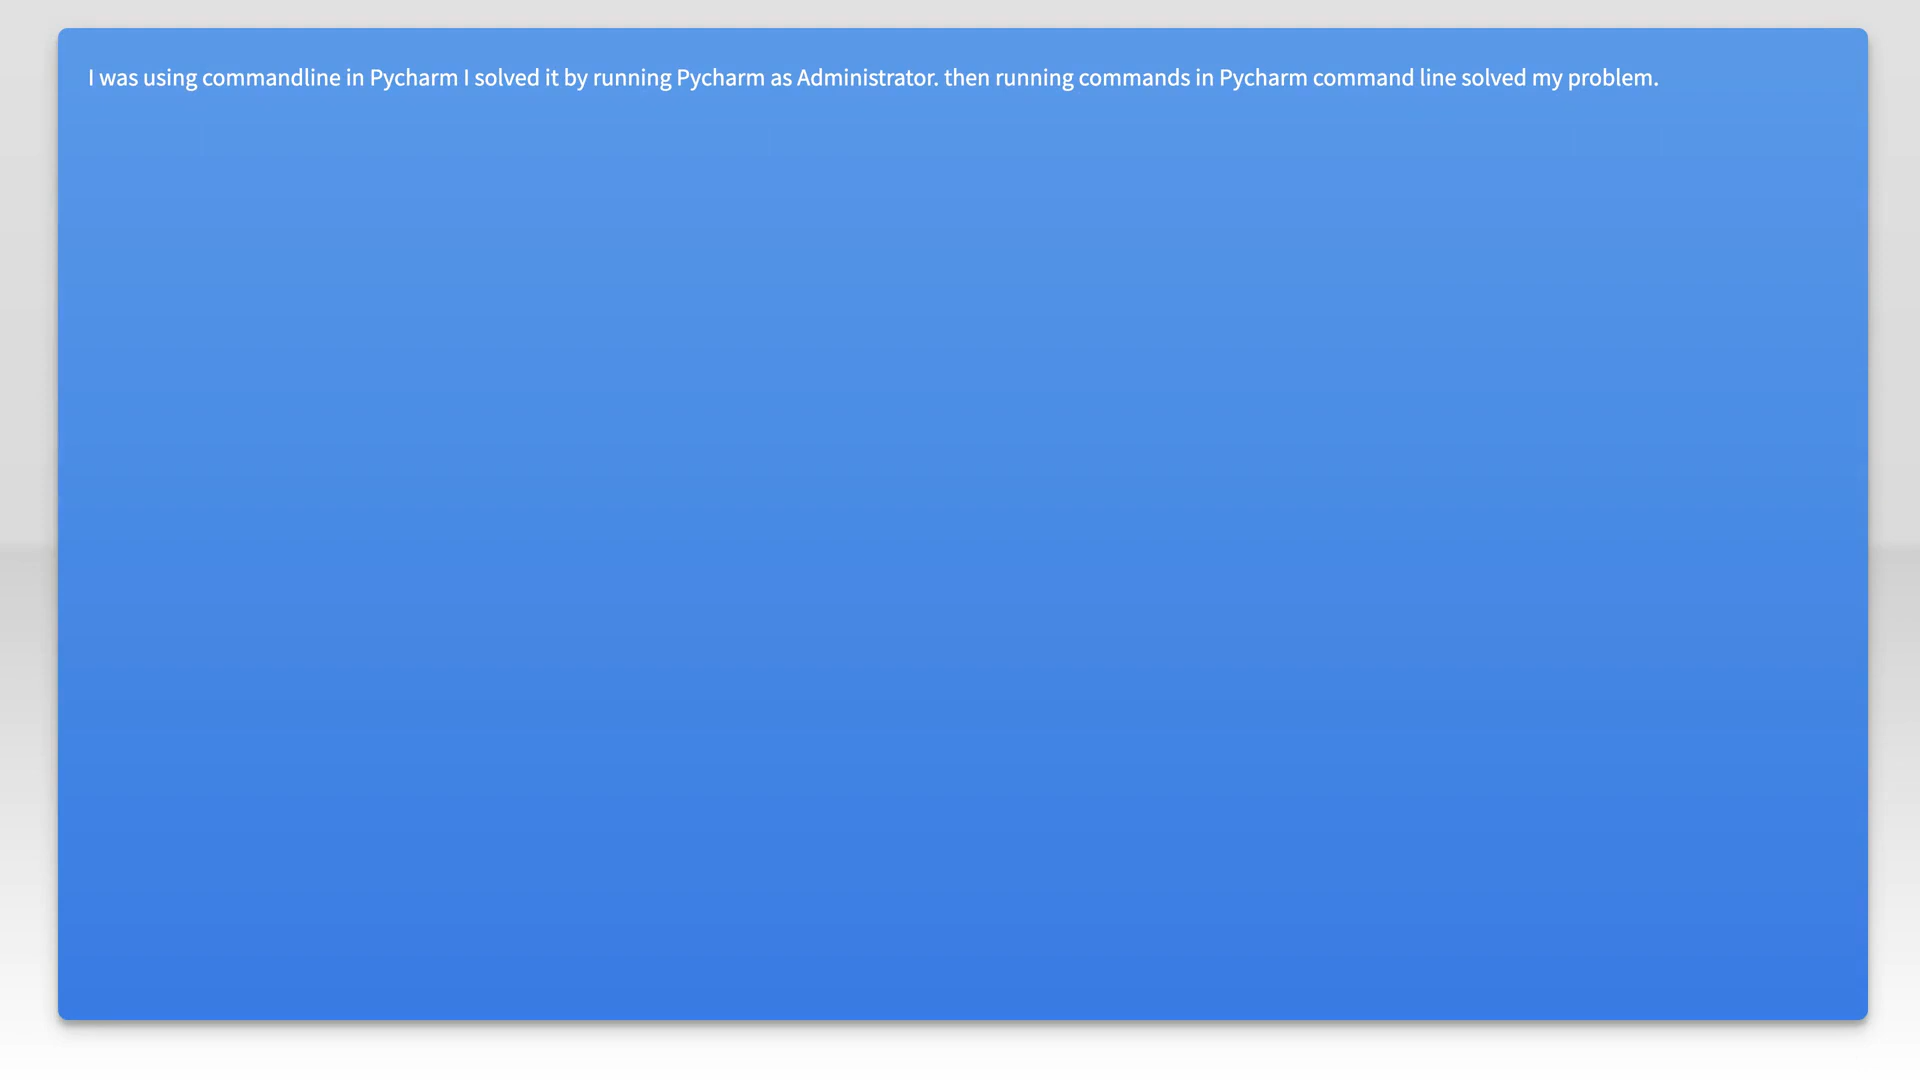 I was using commandline in Pycharm I solved it by running Pycharm as Administrator. then running commands in Pycharm command line solved my problem.